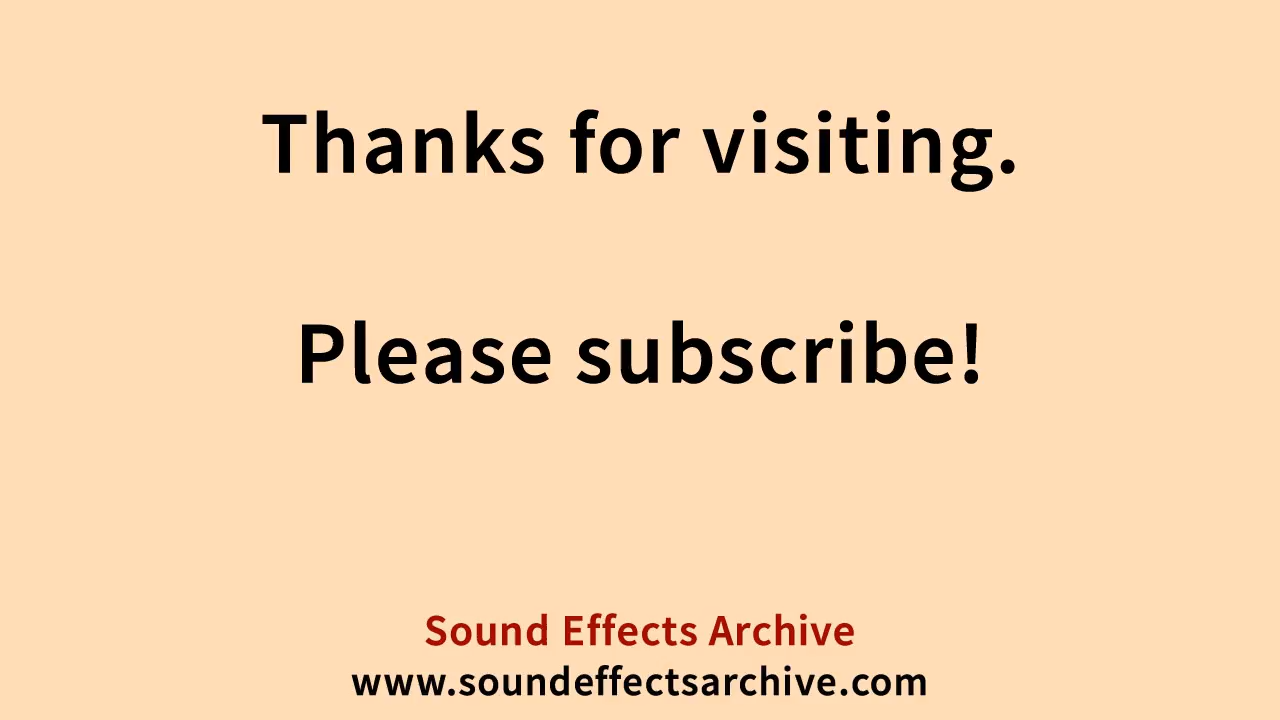 Thanks for visiting.
Please subscribe!
Sound Effects Archive
www.soundeffectsarchive.com